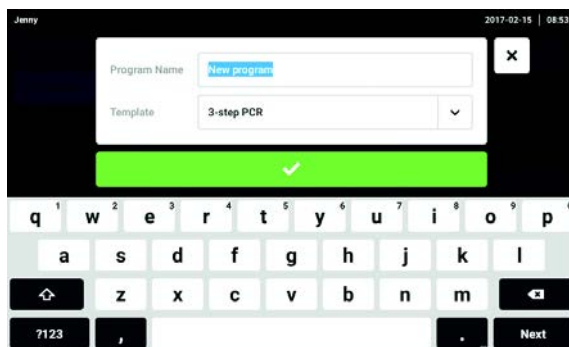 Jenny 2017-02-15 | 08:53
Program Name New program
Template 3-step PCR
q 1 w 2 e 3 r 4 t 5 y 6 u 7 i 8 o 9 p
a s d f g h j k l
z x c v b n m
?123 , . Next